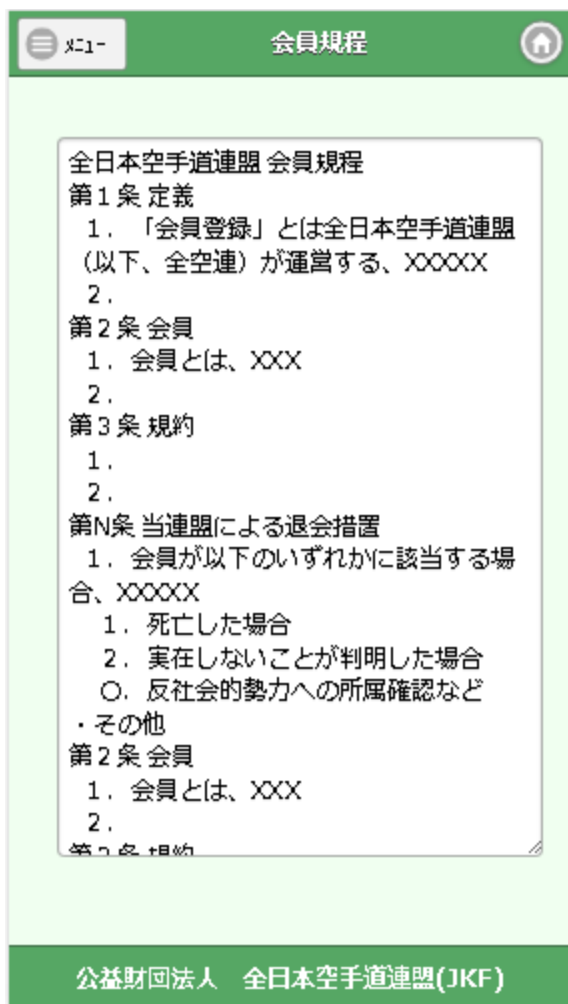 メニュー
会員規程
全日本空手道連盟 会員規程
第1条 定義
1．「会員登録」とは全日本空手道連盟
（以下、全空連）が運営する、XXXXX
2．
第2条 会員
1．会員とは、XXX
2．
第3条 規約
1．
2．
第N条 当連盟による退会措置
1．会員が以下のいずれかに該当する場
合、XXXXX
1．死亡した場合
2．実在しないことが判明した場合
○．反社会的勢力への所属確認など
・その他
第2条 会員
1．会員とは、XXX
2．
公益財団法人　全日本空手道連盟(JKF)